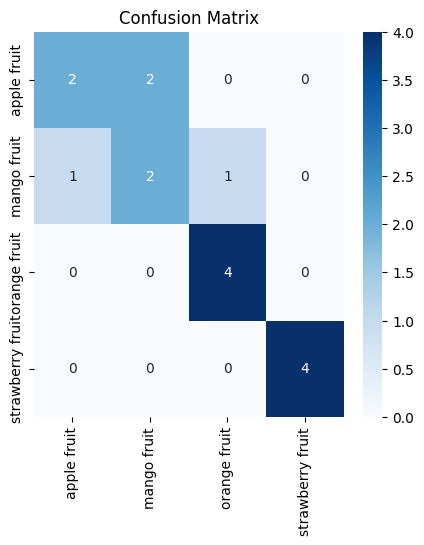 Confusion Matrix
apple fruit
2 2 0 0
mango fruit
1 2 1 0
orange fruit
0 0 4 0
strawberry fruit
0 0 0 4
apple fruit
mango fruit
orange fruit
strawberry fruit
4.0
3.5
3.0
2.5
2.0
1.5
1.0
0.5
0.0